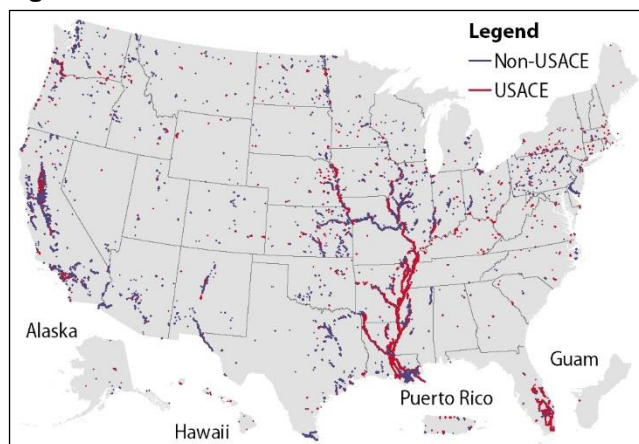 Legend
Non-USACE
USACE
Alaska
Guam
Puerto Rico
Hawaii